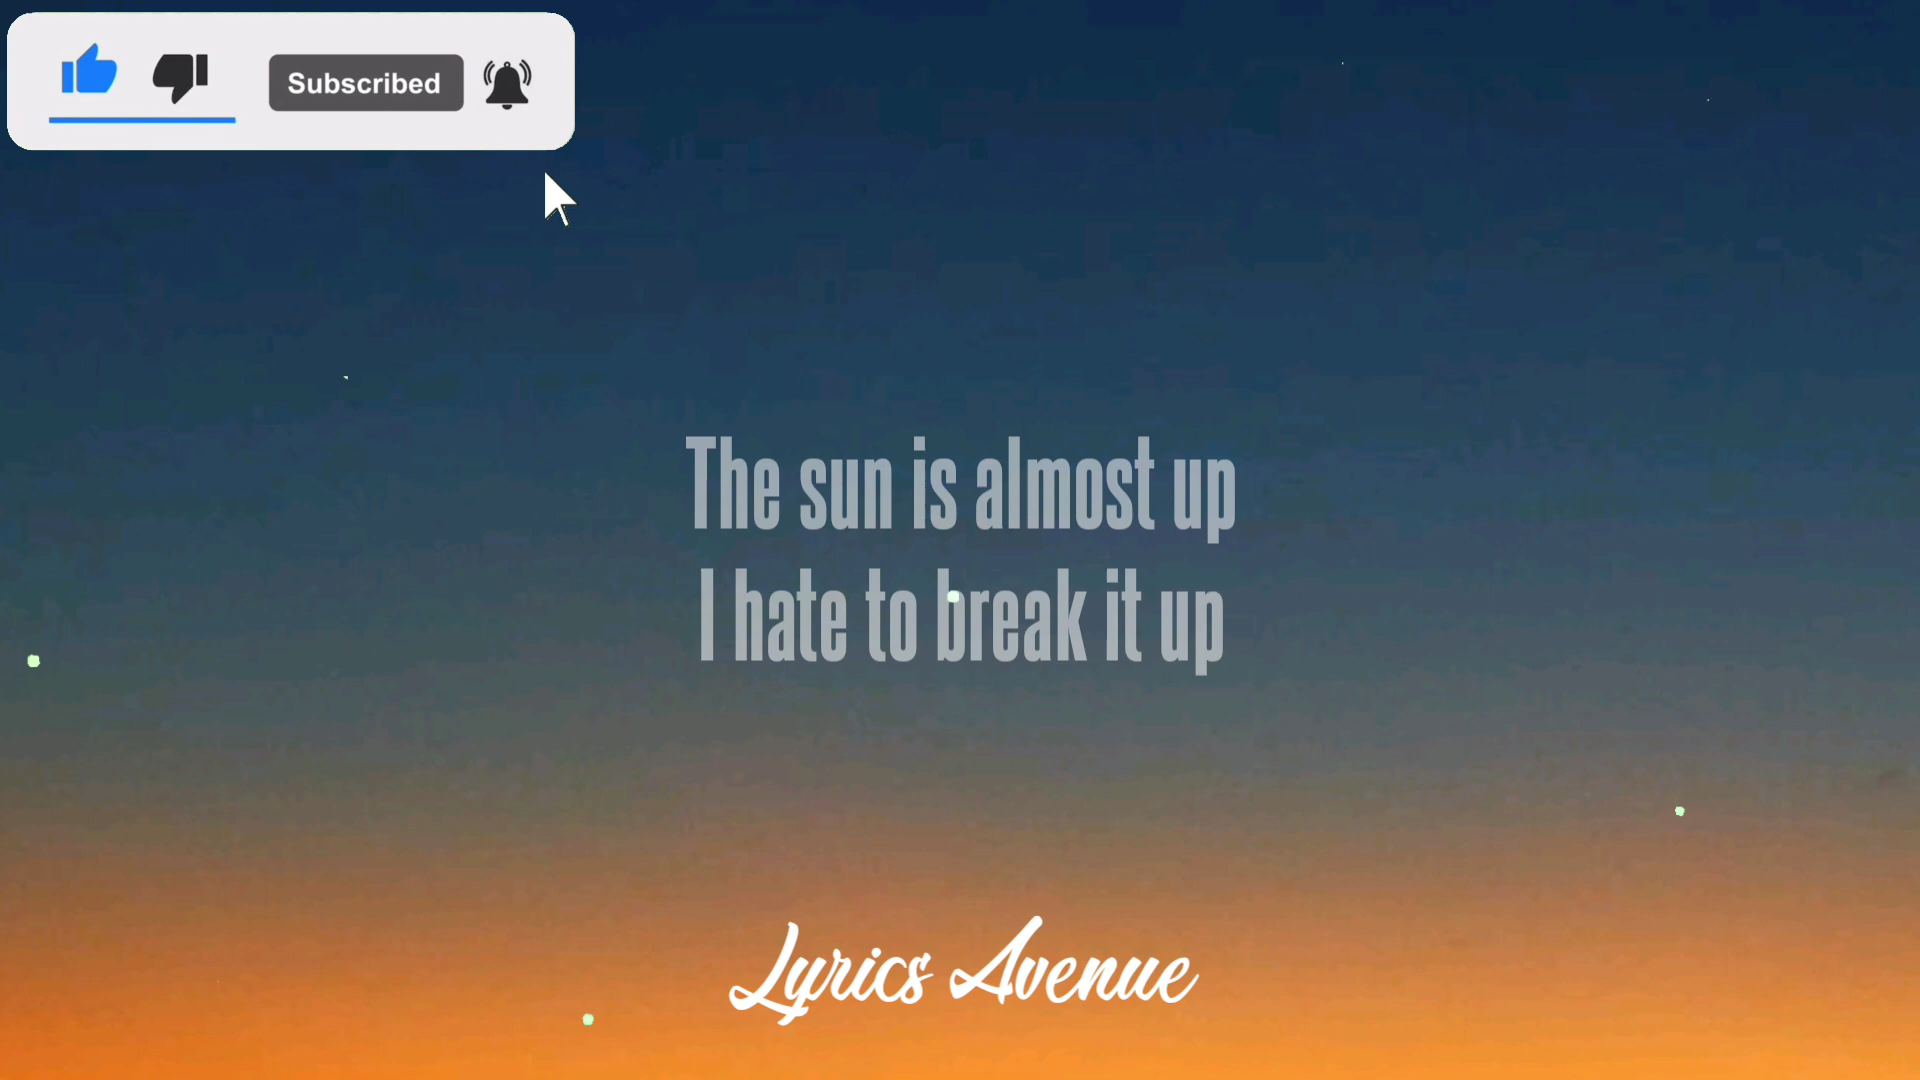 Subscribed
The sun is almost up
I hate to break it up
Lyrics Avenue